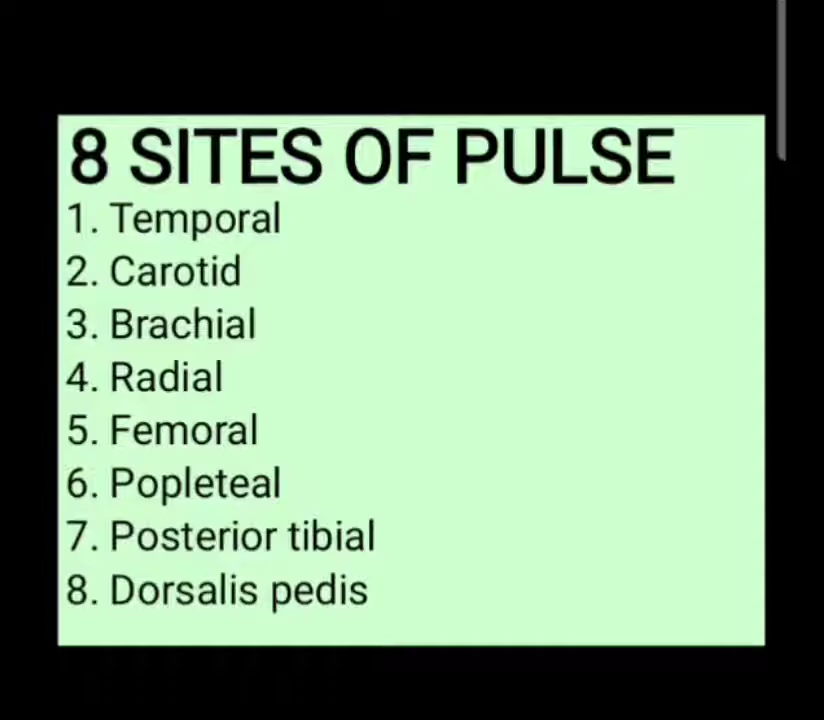 8 SITES OF PULSE
1. Temporal
2. Carotid
3. Brachial
4. Radial
5. Femoral
6. Popleteal
7. Posterior tibial
8. Dorsalis pedis